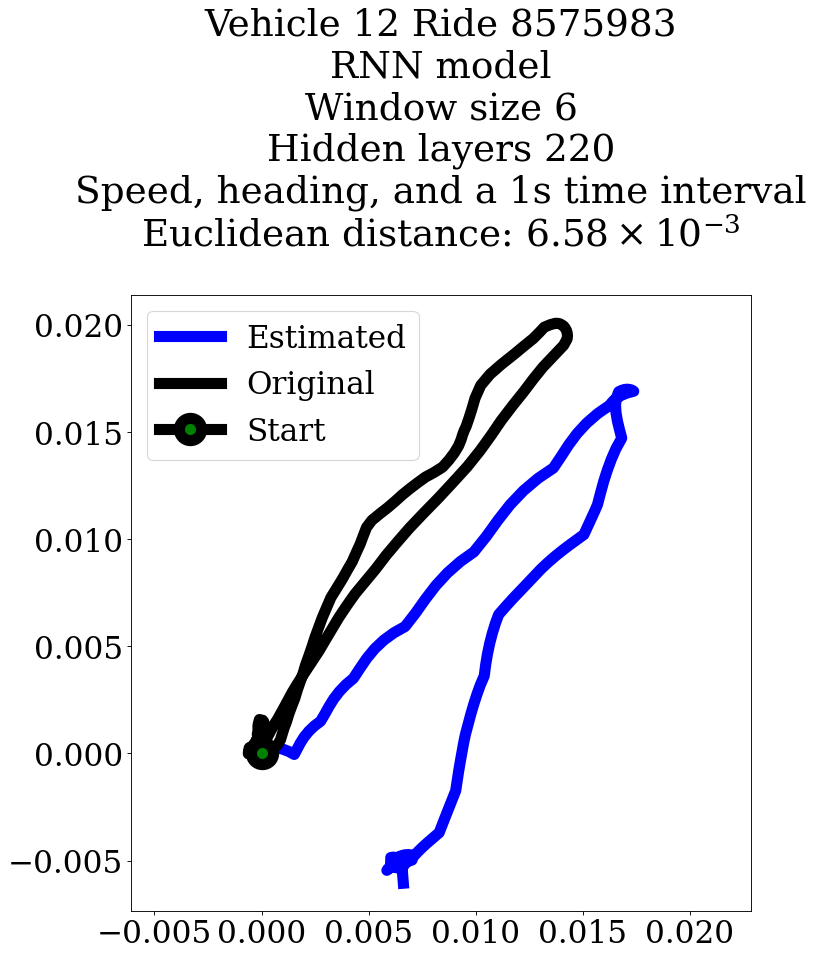 Vehicle 12 Ride 8575983
RNN model
Window size 6
Hidden layers 220
Speed, heading, and a 1s time interval
Euclidean distance: 6.58 × 10⁻³
Estimated
Original
Start
0.020
0.015
0.010
0.005
0.000
−0.005
−0.005 0.000 0.005 0.010 0.015 0.020